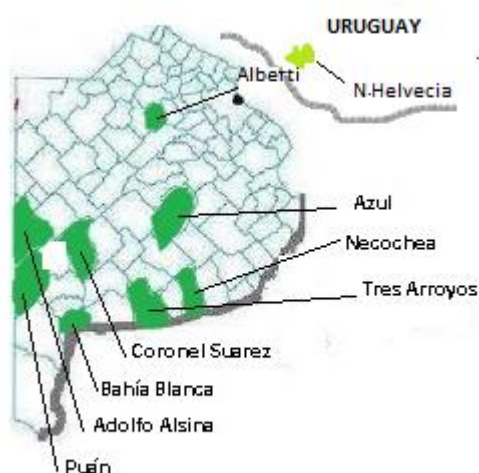 URUGUAY
Alberti
N-Helvecia
Azul
Necochea
Tres Arroyos
Coronel Suarez
Bahía Blanca
Adolfo Alsina
Puán